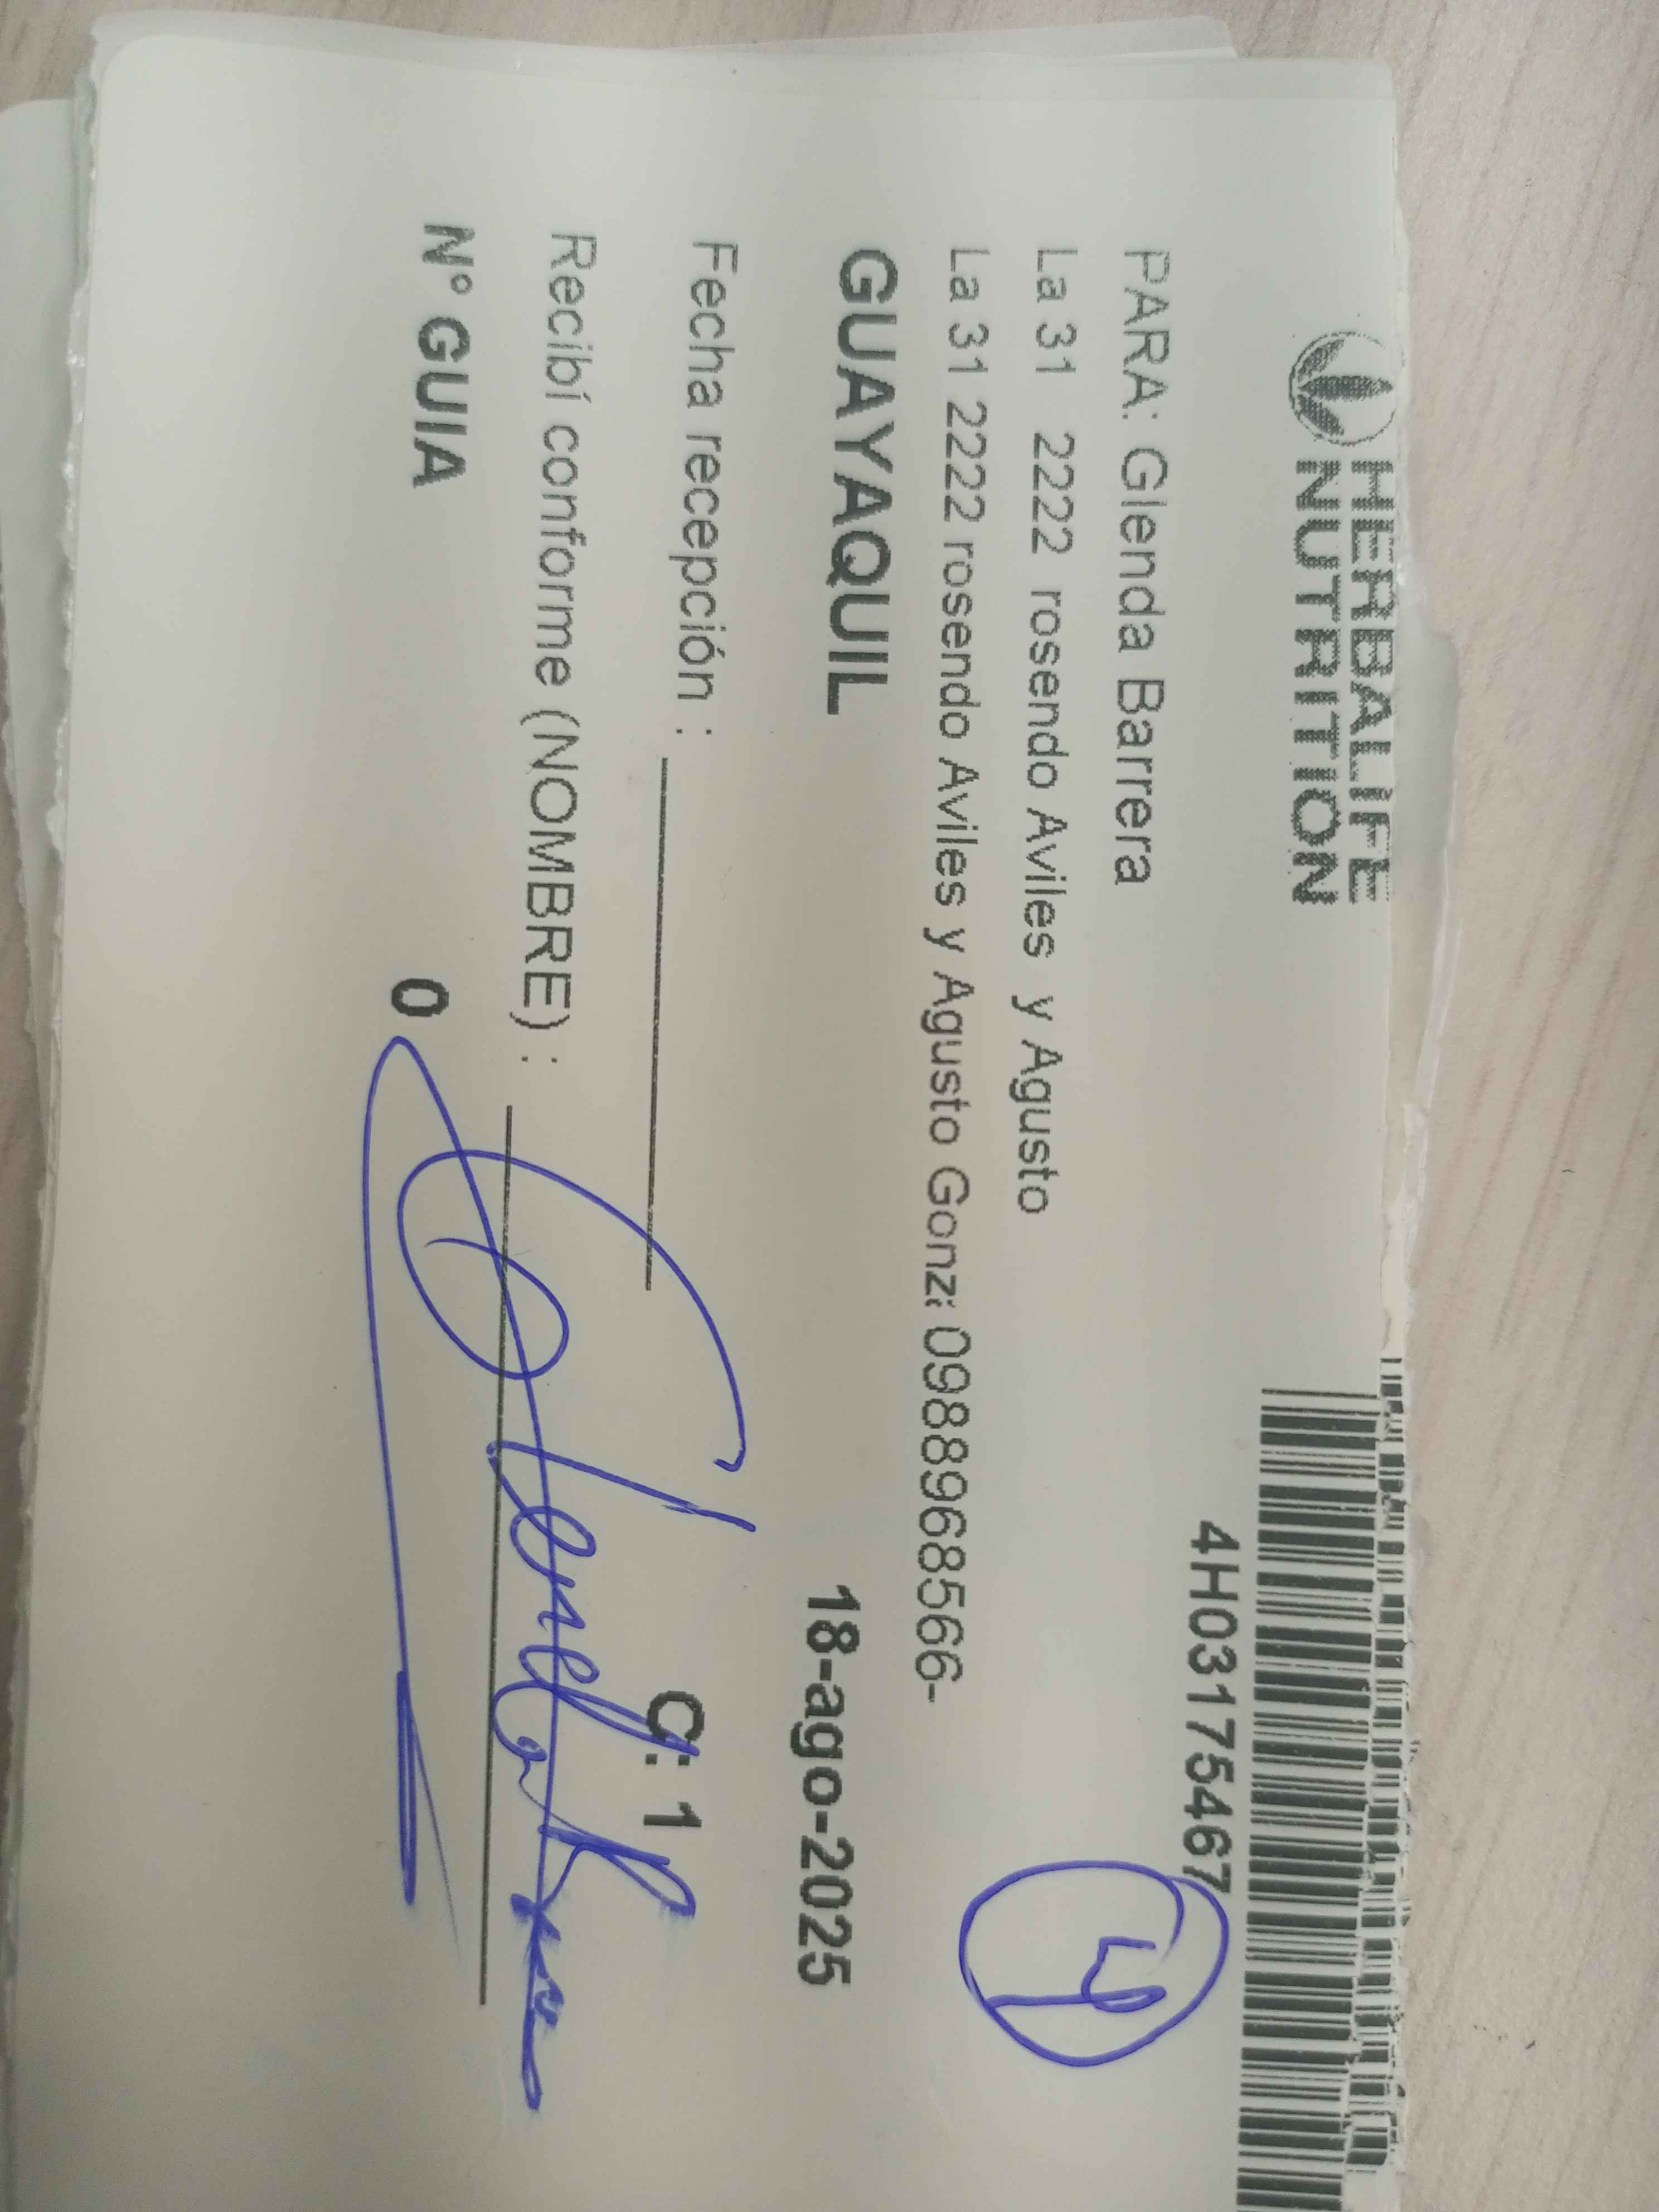 HERBALIFE
NUTRITION
4H03175467
PARA: Glenda Barrera
La 31 2222 rosendo Aviles y Agusto
La 31 2222 rosendo Aviles y Agusto Gonz: 0988968566-
GUAYAQUIL 18-ago-2025
Fecha recepción : C: 1
Recibí conforme (NOMBRE) :
N° GUIA 0